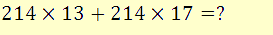 214 × 13 + 214 × 17 =?